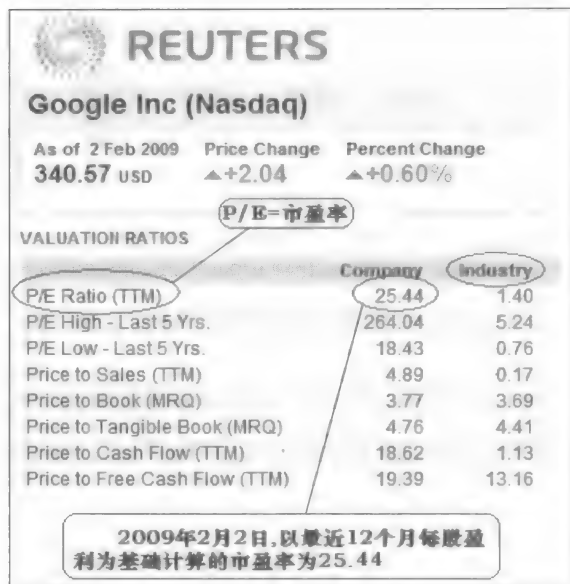 REUTERS
Google Inc (Nasdaq)
As of 2 Feb 2009 Price Change Percent Change
340.57 USD ▲+2.04 ▲+0.60%
P/E=市盈率
VALUATION RATIOS
Company Industry
P/E Ratio (TTM) 25.44 1.40
P/E High - Last 5 Yrs. 264.04 5.24
P/E Low - Last 5 Yrs. 18.43 0.76
Price to Sales (TTM) 4.89 0.17
Price to Book (MRQ) 3.77 3.69
Price to Tangible Book (MRQ) 4.76 4.41
Price to Cash Flow (TTM) 18.62 1.13
Price to Free Cash Flow (TTM) 19.39 13.16
2009年2月2日,以最近12个月每股盈
利为基础计算的市盈率为25.44